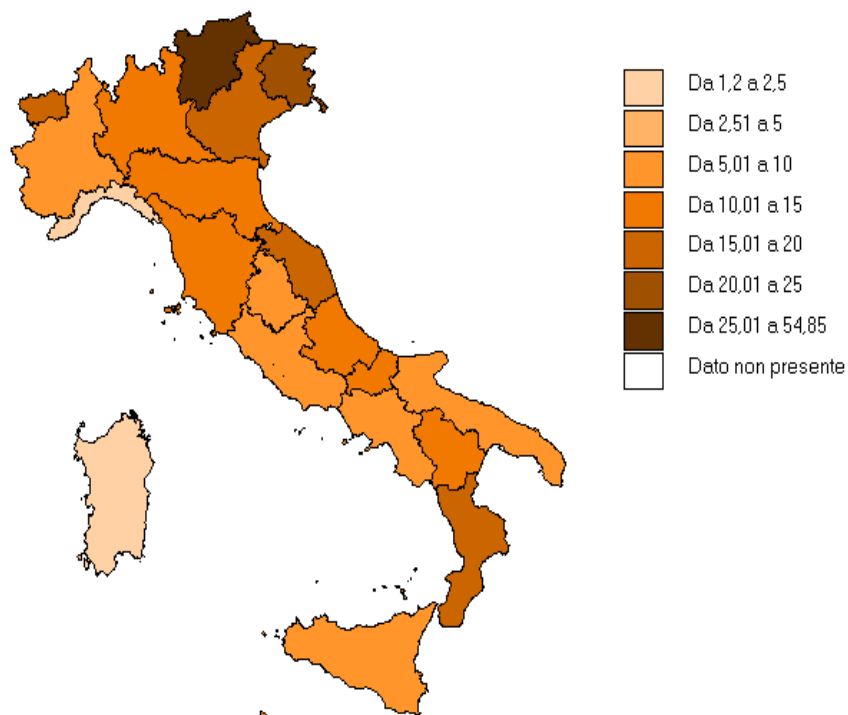 Da 1,2 a 2,5
Da 2,51 a 5
Da 5,01 a 10
Da 10,01 a 15
Da 15,01 a 20
Da 20,01 a 25
Da 25,01 a 54,85
Dato non presente